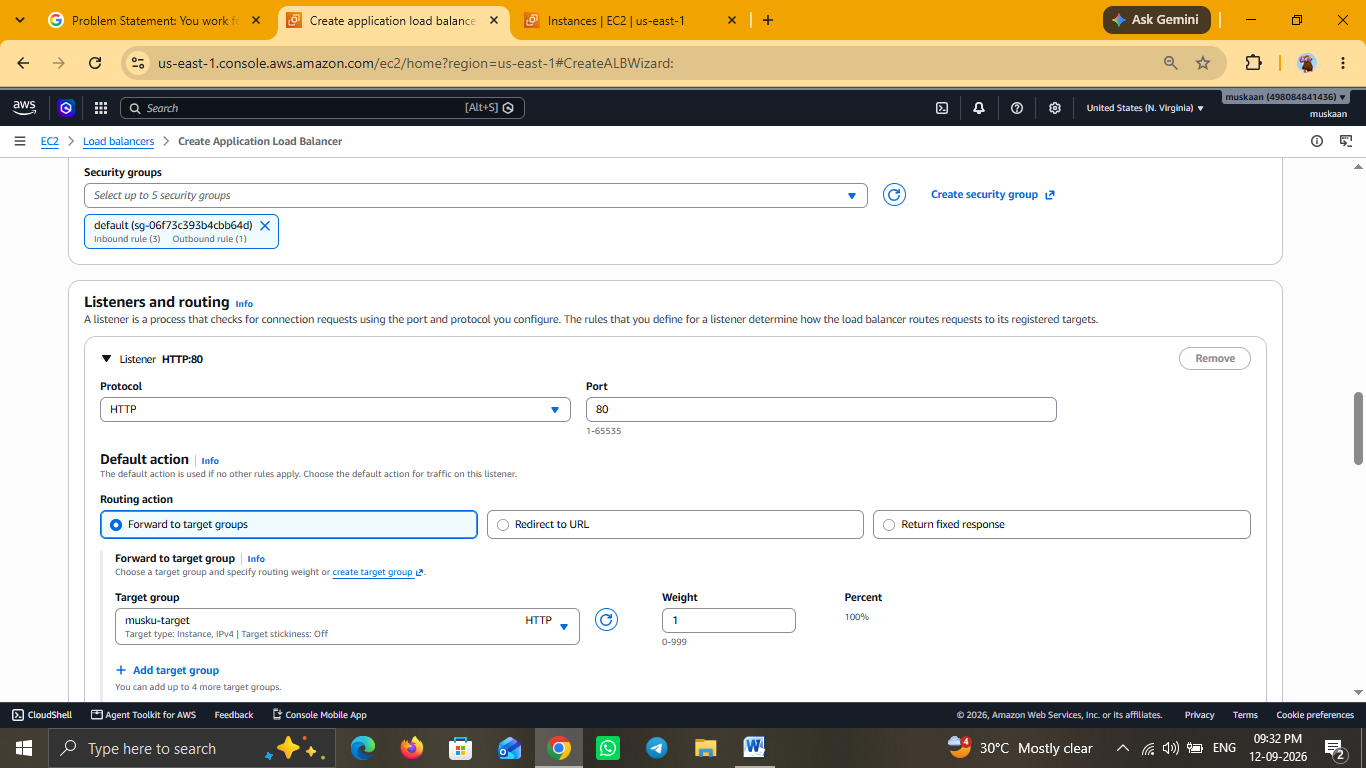 Problem Statement: You work f
Create application load balance
Instances | EC2 | us-east-1
Ask Gemini
us-east-1.console.aws.amazon.com/ec2/home?region=us-east-1#CreateALBWizard:
aws
Search
[Alt+S]
United States (N. Virginia)
muskaan (498084841436)
muskaan
EC2
Load balancers
Create Application Load Balancer
Security groups
Select up to 5 security groups
Create security group
default (sg-06f73c393b4cbb64d)
Inbound rule (3) Outbound rule (1)
Listeners and routing Info
A listener is a process that checks for connection requests using the port and protocol you configure. The rules that you define for a listener determine how the load balancer routes requests to its registered targets.
Listener HTTP:80
Remove
Protocol
Port
HTTP
80
1-65535
Default action Info
The default action is used if no other rules apply. Choose the default action for traffic on this listener.
Routing action
Forward to target groups
Redirect to URL
Return fixed response
Forward to target group Info
Choose a target group and specify routing weight or create target group .
Target group
Weight
Percent
musku-target
HTTP
Target type: Instance, IPv4 | Target stickiness: Off
1
100%
0-999
+ Add target group
You can add up to 4 more target groups.
CloudShell
Agent Toolkit for AWS
Feedback
Console Mobile App
© 2026, Amazon Web Services, Inc. or its affiliates.
Privacy
Terms
Cookie preferences
Type here to search
4
30°C Mostly clear
ENG
09:32 PM
12-09-2026
2